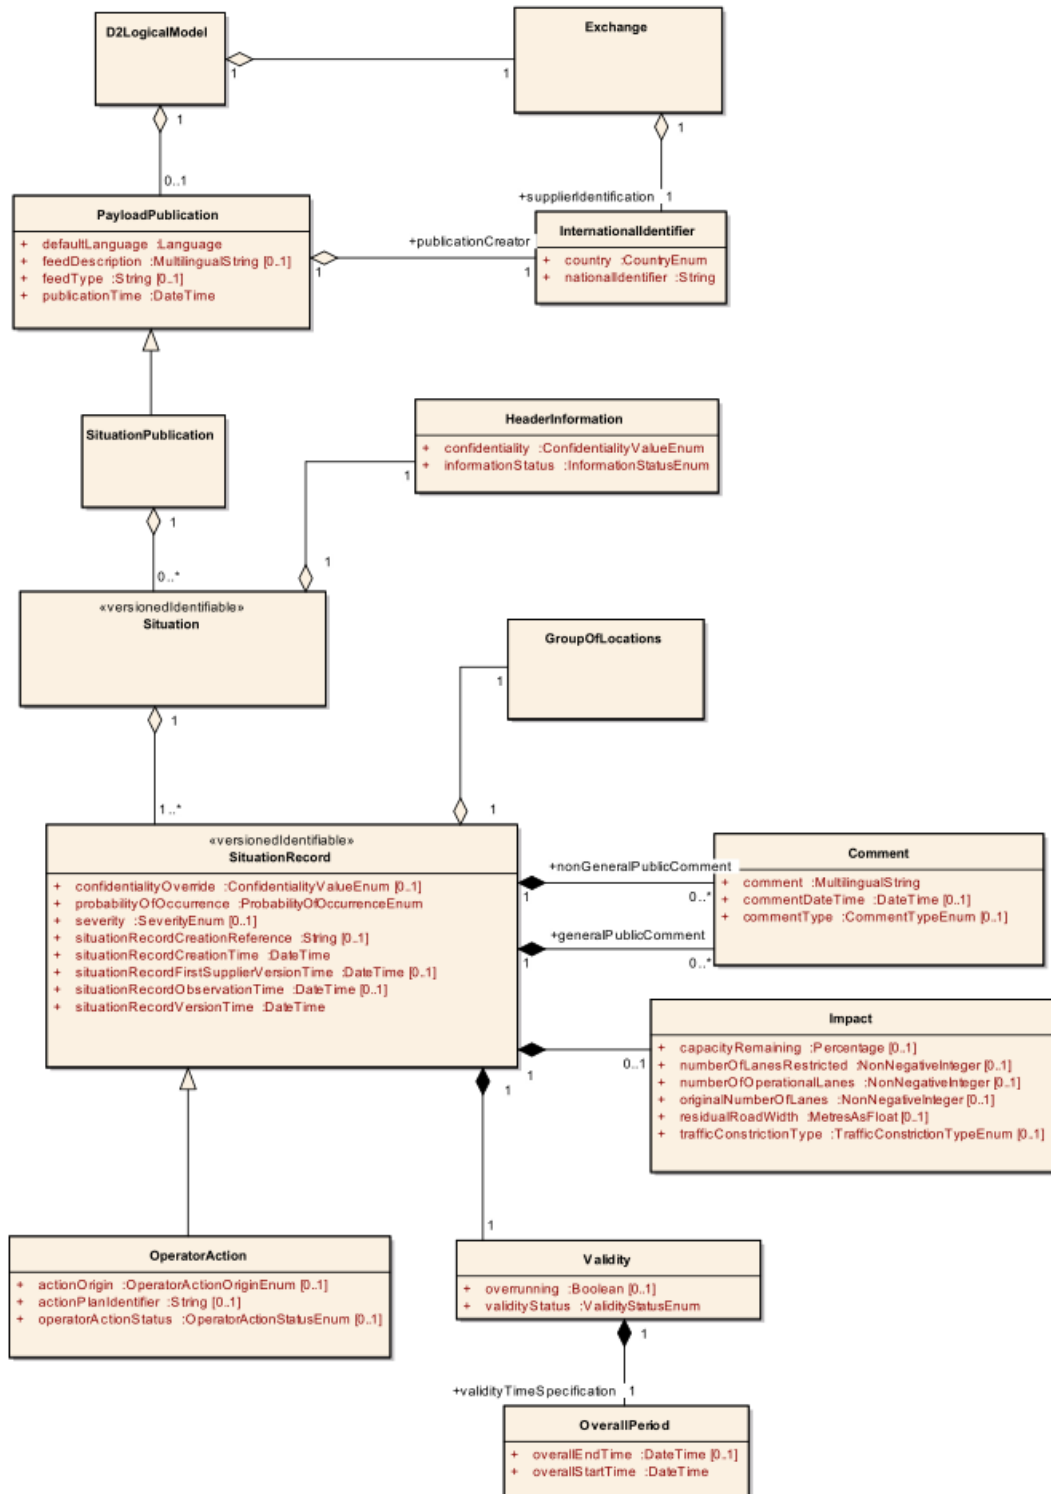 D2LogicalModel
Exchange
1
1
1
1
0..1
+supplierIdentification 1
PayloadPublication
+ defaultLanguage :Language
+ feedDescription :MultilingualString [0..1]
+ feedType :String [0..1]
+ publicationTime :DateTime
+publicationCreator
1
1
InternationalIdentifier
+ country :CountryEnum
+ nationalIdentifier :String
SituationPublication
HeaderInformation
+ confidentiality :ConfidentialityValueEnum
+ informationStatus :InformationStatusEnum
1
1
1
0..*
«versionedIdentifiable»
Situation
GroupOfLocations
1
1
1
1..*
«versionedIdentifiable»
SituationRecord
+ confidentialityOverride :ConfidentialityValueEnum [0..1]
+ probabilityOfOccurrence :ProbabilityOfOccurrenceEnum
+ severity :SeverityEnum [0..1]
+ situationRecordCreationReference :String [0..1]
+ situationRecordCreationTime :DateTime
+ situationRecordFirstSupplierVersionTime :DateTime [0..1]
+ situationRecordObservationTime :DateTime [0..1]
+ situationRecordVersionTime :DateTime
+nonGeneralPublicComment
1
0..*
+generalPublicComment
1
0..*
Comment
+ comment :MultilingualString
+ commentDateTime :DateTime [0..1]
+ commentType :CommentTypeEnum [0..1]
1
0..1
Impact
+ capacityRemaining :Percentage [0..1]
+ numberOfLanesRestricted :NonNegativeInteger [0..1]
+ numberOfOperationalLanes :NonNegativeInteger [0..1]
+ originalNumberOfLanes :NonNegativeInteger [0..1]
+ residualRoadWidth :MetresAsFloat [0..1]
+ trafficConstrictionType :TrafficConstrictionTypeEnum [0..1]
1
1
OperatorAction
+ actionOrigin :OperatorActionOriginEnum [0..1]
+ actionPlanIdentifier :String [0..1]
+ operatorActionStatus :OperatorActionStatusEnum [0..1]
Validity
+ overrunning :Boolean [0..1]
+ validityStatus :ValidityStatusEnum
1
+validityTimeSpecification 1
OverallPeriod
+ overallEndTime :DateTime [0..1]
+ overallStartTime :DateTime